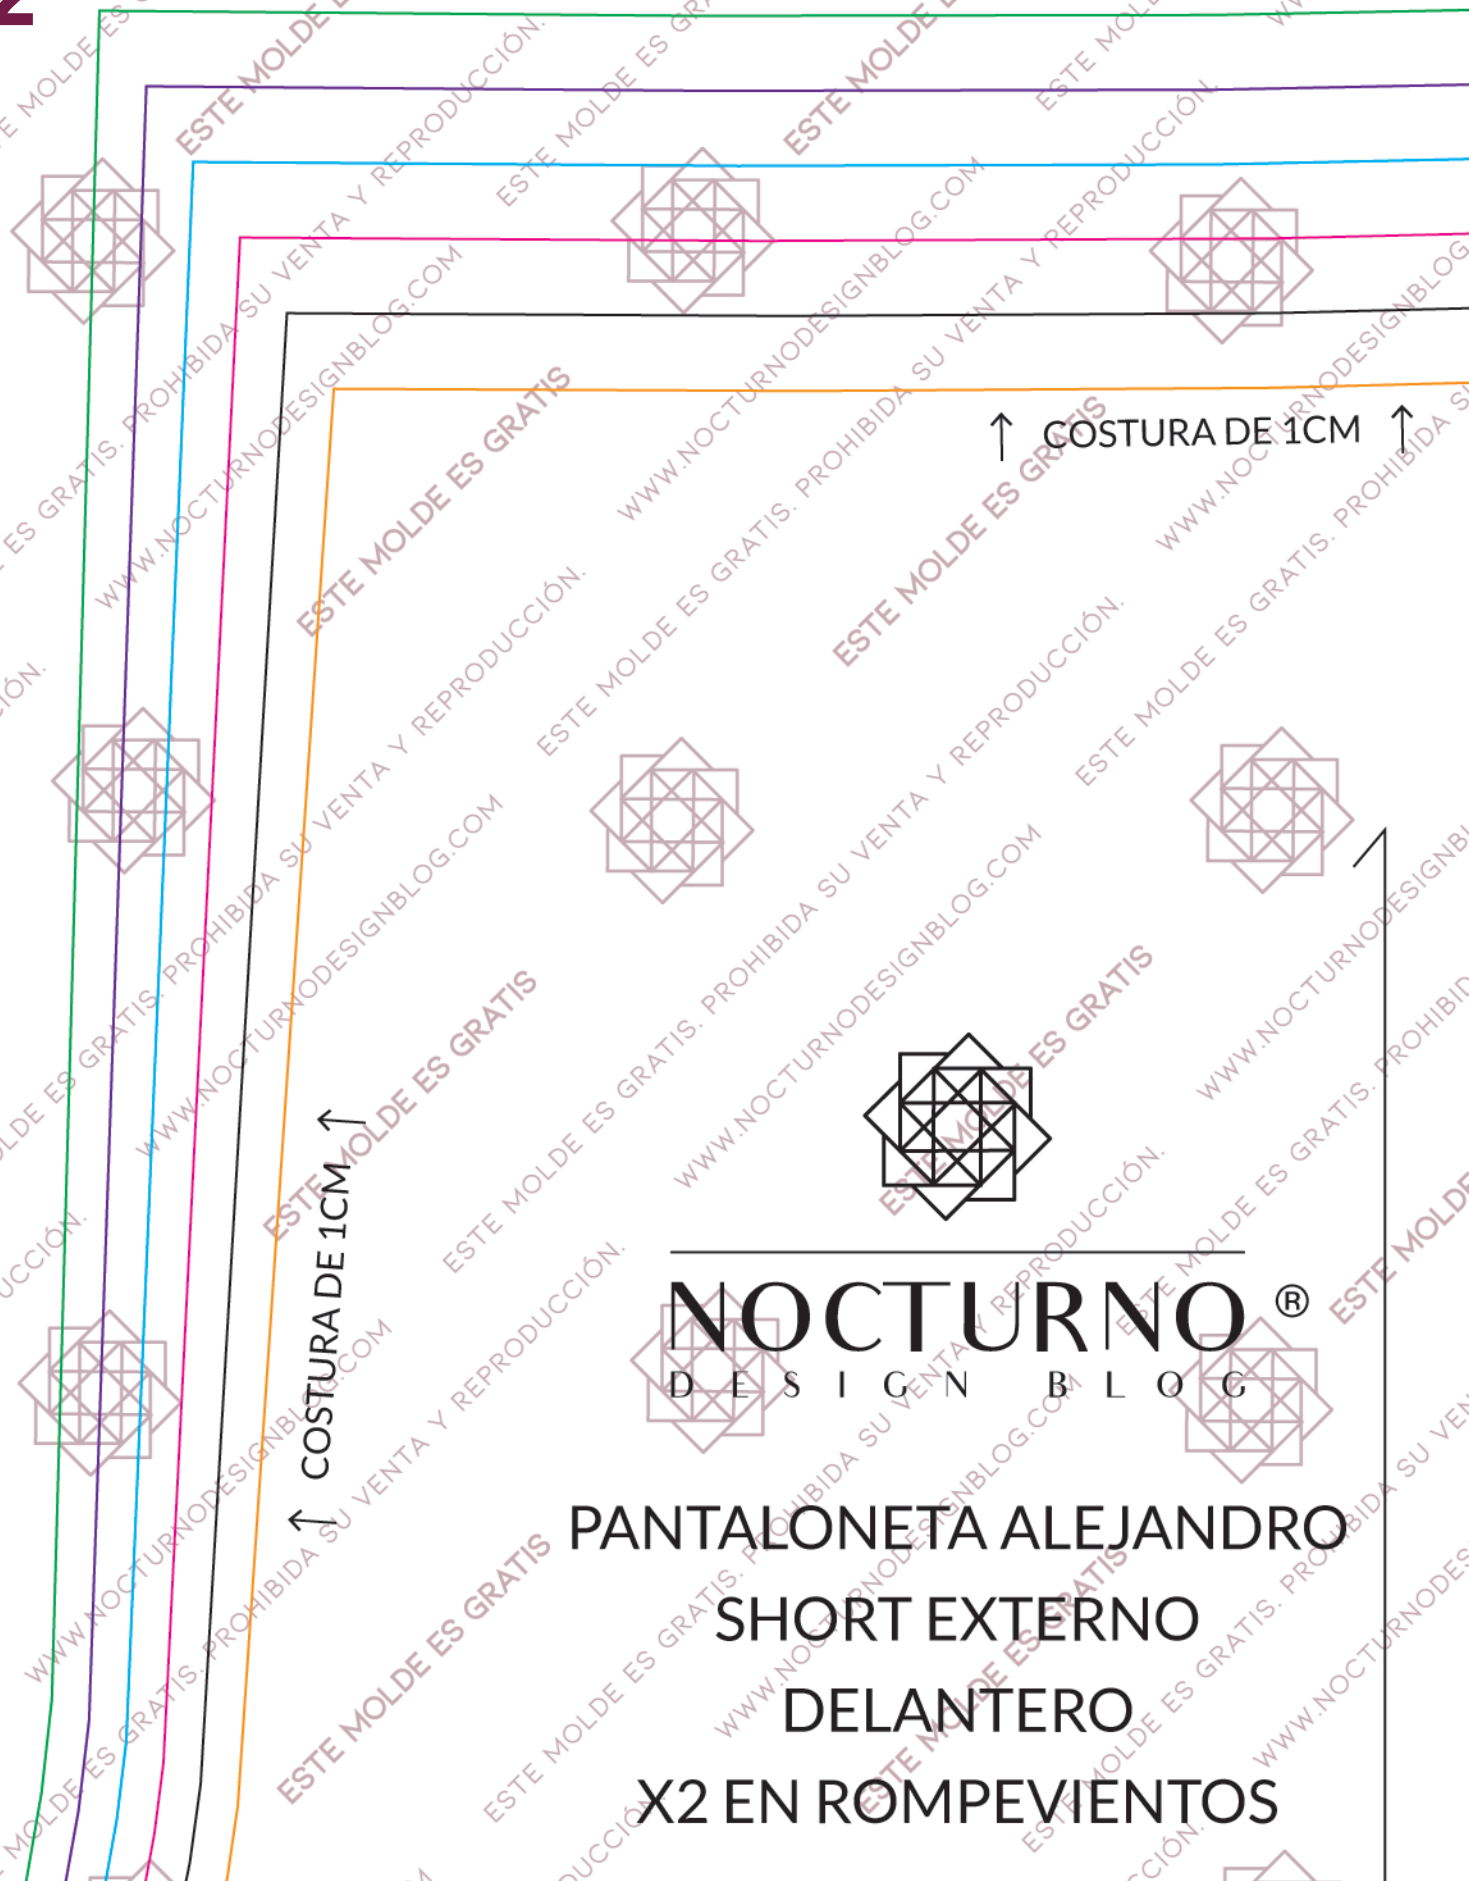 2
↑ COSTURA DE 1CM ↑
↑ COSTURA DE 1CM ↑
NOCTURNO ®
DESIGN BLOG
PANTALONETA ALEJANDRO
SHORT EXTERNO
DELANTERO
X2 EN ROMPEVIENTOS
ESTE MOLDE ES GRATIS
ESTE MOLDE ES GRATIS. PROHIBIDA SU VENTA Y REPRODUCCIÓN.
WWW.NOCTURNODESIGNBLOG.COM